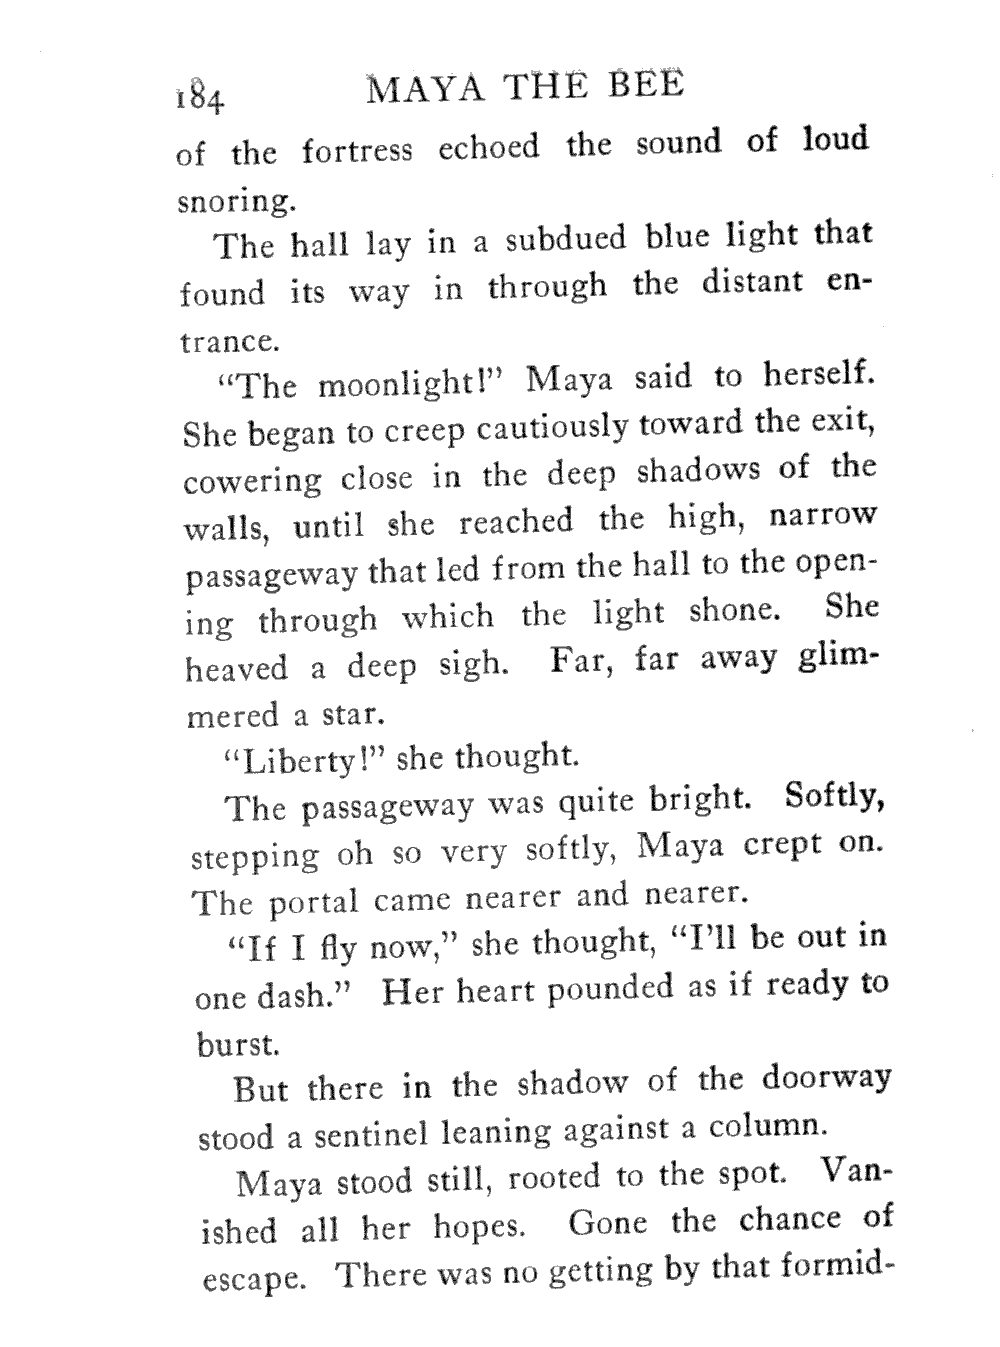 184 MAYA THE BEE
of the fortress echoed the sound of loud
snoring.
The hall lay in a subdued blue light that
found its way in through the distant en-
trance.
“The moonlight!” Maya said to herself.
She began to creep cautiously toward the exit,
cowering close in the deep shadows of the
walls, until she reached the high, narrow
passageway that led from the hall to the open-
ing through which the light shone. She
heaved a deep sigh. Far, far away glim-
mered a star.
“Liberty!” she thought.
The passageway was quite bright. Softly,
stepping oh so very softly, Maya crept on.
The portal came nearer and nearer.
“If I fly now,” she thought, “I’ll be out in
one dash.” Her heart pounded as if ready to
burst.
But there in the shadow of the doorway
stood a sentinel leaning against a column.
Maya stood still, rooted to the spot. Van-
ished all her hopes. Gone the chance of
escape. There was no getting by that formid-